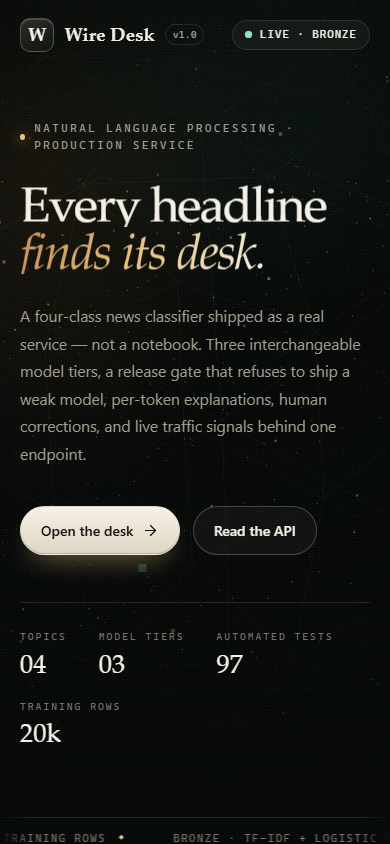 W Wire Desk v1.0 LIVE · BRONZE
NATURAL LANGUAGE PROCESSING ·
PRODUCTION SERVICE
Every headline
finds its desk.
A four-class news classifier shipped as a real
service — not a notebook. Three interchangeable
model tiers, a release gate that refuses to ship a
weak model, per-token explanations, human
corrections, and live traffic signals behind one
endpoint.
Open the desk → Read the API
TOPICS MODEL TIERS AUTOMATED TESTS
04 03 97
TRAINING ROWS
20k
TRAINING ROWS ◆ BRONZE · TF-IDF + LOGISTIC